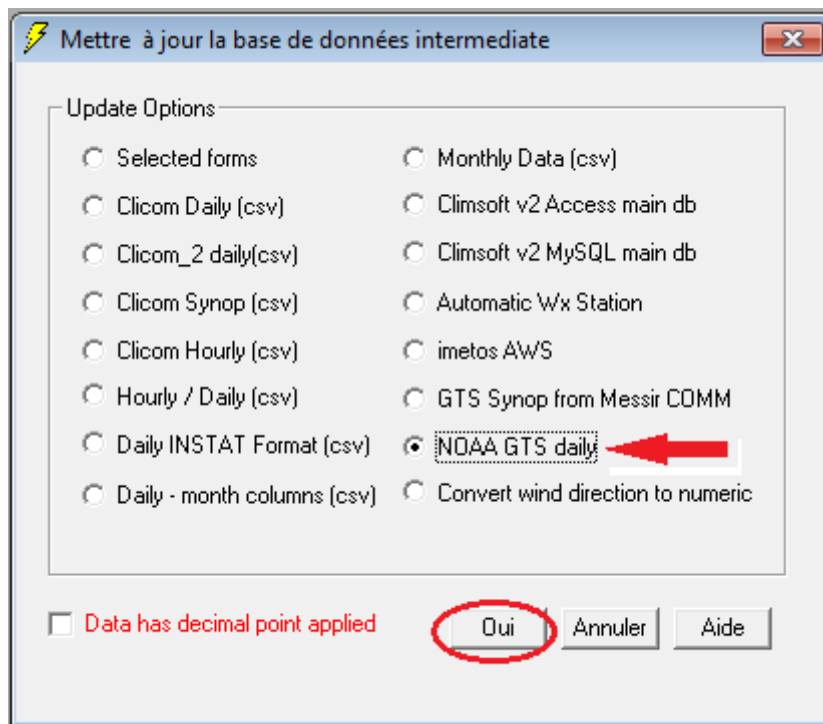 Mettre à jour la base de données intermediate
Update Options
Selected forms
Clicom Daily (csv)
Clicom_2 daily(csv)
Clicom Synop (csv)
Clicom Hourly (csv)
Hourly / Daily (csv)
Daily INSTAT Format (csv)
Daily - month columns (csv)
Monthly Data (csv)
Climsoft v2 Access main db
Climsoft v2 MySQL main db
Automatic Wx Station
imetos AWS
GTS Synop from Messir COMM
NOAA GTS daily
Convert wind direction to numeric
Data has decimal point applied
Oui
Annuler
Aide